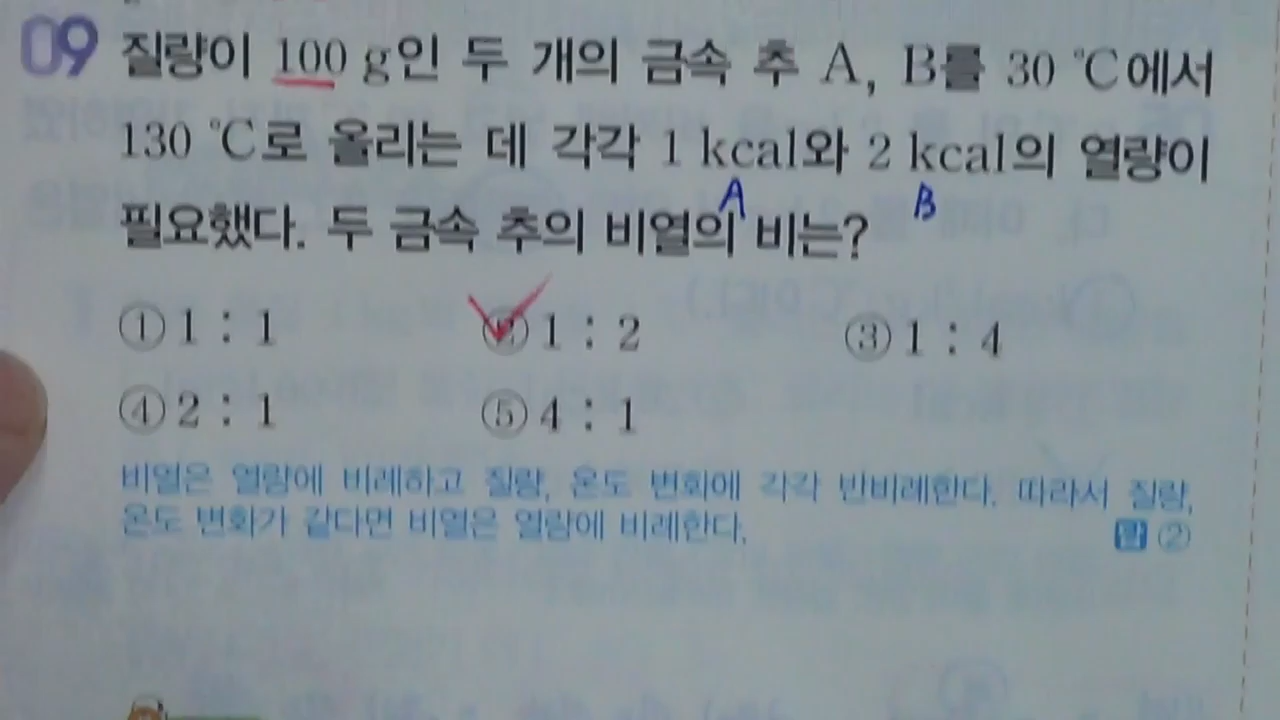 09 질량이 100 g인 두 개의 금속 추 A, B를 30 ℃에서
130 ℃로 올리는 데 각각 1 kcal와 2 kcal의 열량이
A B
필요했다. 두 금속 추의 비열의 비는?
① 1 : 1 ② 1 : 2 ③ 1 : 4
④ 2 : 1 ⑤ 4 : 1
비열은 열량에 비례하고 질량, 온도 변화에 각각 반비례한다. 따라서 질량,
온도 변화가 같다면 비열은 열량에 비례한다. 답 ②